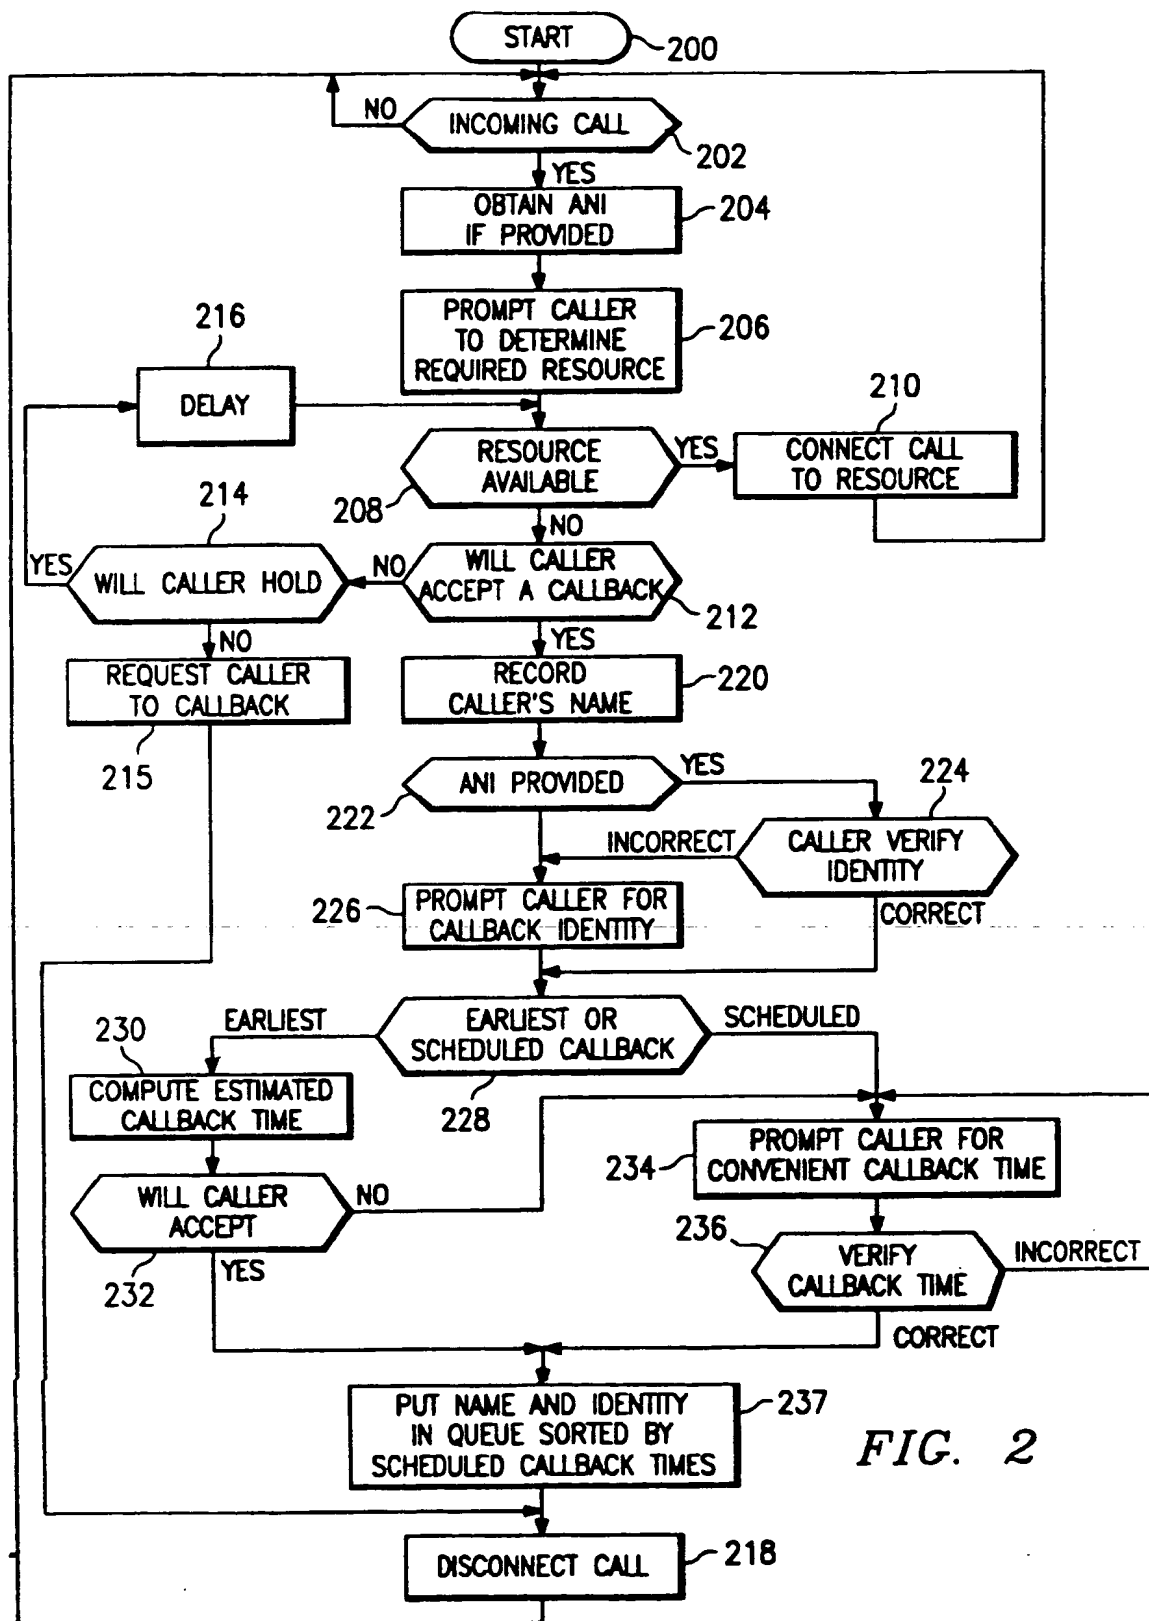 START
200
NO
INCOMING CALL
202
YES
OBTAIN ANI
IF PROVIDED
204
PROMPT CALLER
TO DETERMINE
REQUIRED RESOURCE
206
216
DELAY
210
RESOURCE
AVAILABLE
208
YES
CONNECT CALL
TO RESOURCE
NO
214
YES
WILL CALLER HOLD
NO
WILL CALLER
ACCEPT A CALLBACK
212
NO
YES
REQUEST CALLER
TO CALLBACK
215
RECORD
CALLER'S NAME
220
ANI PROVIDED
222
YES
224
INCORRECT
CALLER VERIFY
IDENTITY
226
PROMPT CALLER FOR
CALLBACK IDENTITY
CORRECT
EARLIEST
EARLIEST OR
SCHEDULED CALLBACK
228
SCHEDULED
230
COMPUTE ESTIMATED
CALLBACK TIME
234
PROMPT CALLER FOR
CONVENIENT CALLBACK TIME
WILL CALLER
ACCEPT
NO
232
YES
236
VERIFY
CALLBACK TIME
INCORRECT
CORRECT
PUT NAME AND IDENTITY
IN QUEUE SORTED BY
SCHEDULED CALLBACK TIMES
237
FIG. 2
DISCONNECT CALL
218